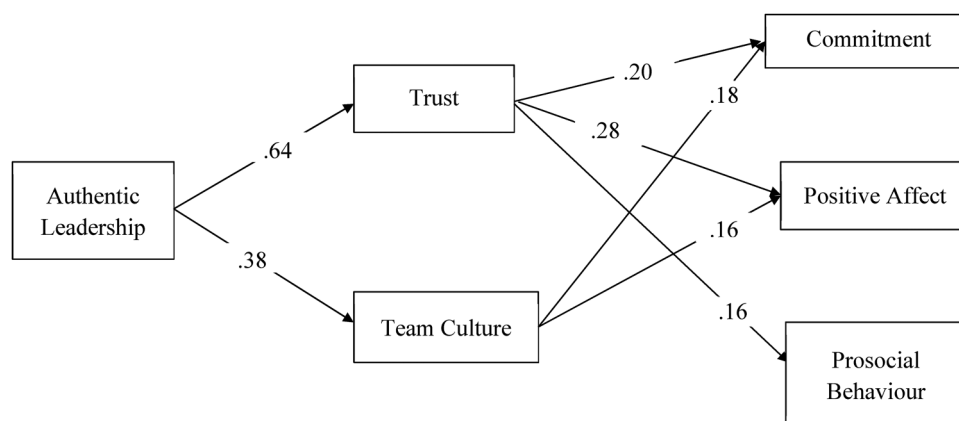 Commitment
.20
.18
Trust
.28
.64
Authentic
Leadership
Positive Affect
.16
.38
Team Culture
.16
Prosocial
Behaviour